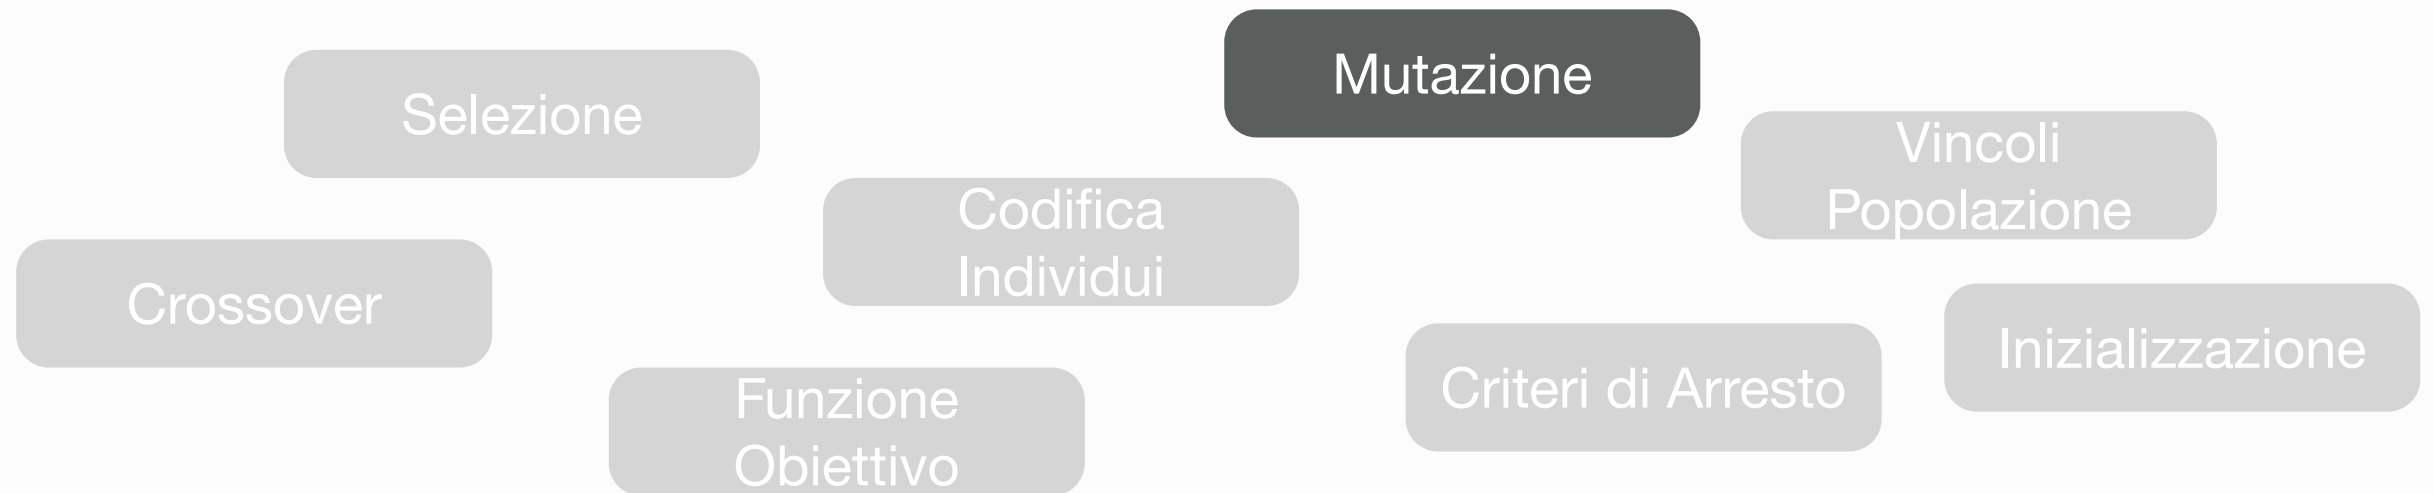 Mutazione
Selezione
Vincoli
Popolazione
Codifica
Individui
Crossover
Inizializzazione
Criteri di Arresto
Funzione
Obiettivo